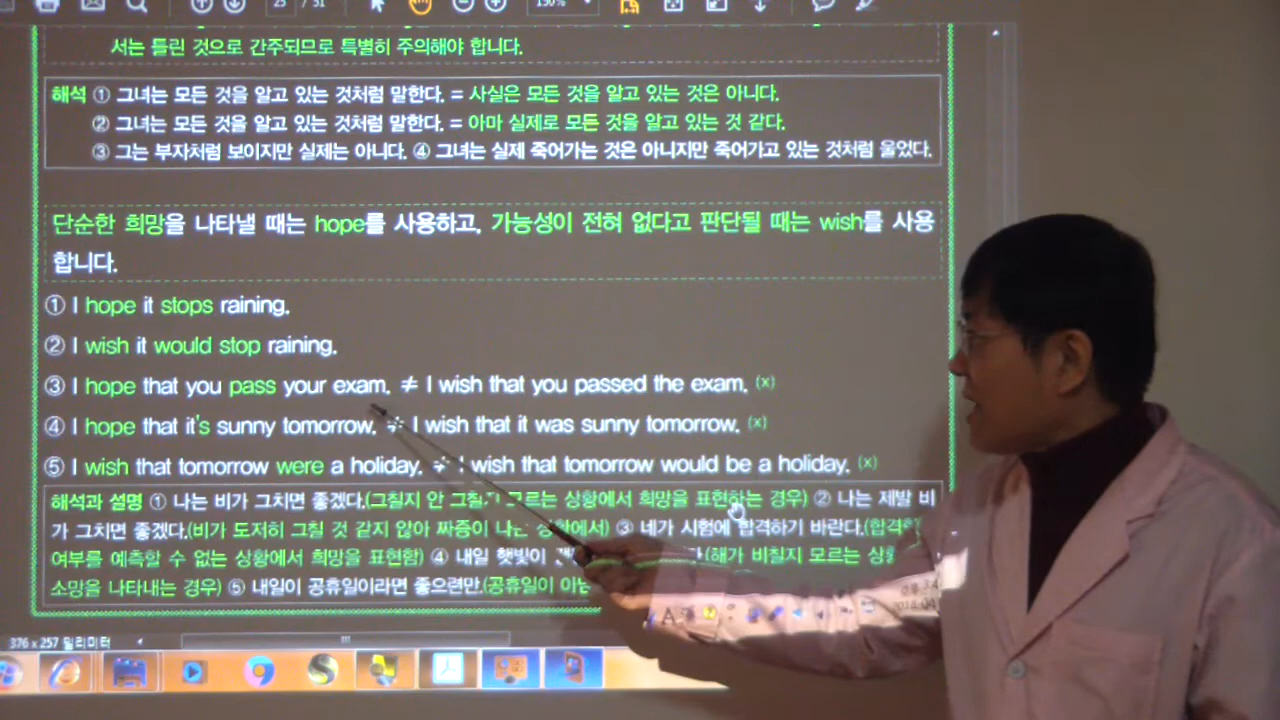 서는 틀린 것으로 간주되므로 특별히 주의해야 합니다.
해석 ① 그녀는 모든 것을 알고 있는 것처럼 말한다. = 사실은 모든 것을 알고 있는 것은 아니다.
② 그녀는 모든 것을 알고 있는 것처럼 말한다. = 아마 실제로 모든 것을 알고 있는 것 같다.
③ 그는 부자처럼 보이지만 실제는 아니다. ④ 그녀는 실제 죽어가는 것은 아니지만 죽어가고 있는 것처럼 울었다.
단순한 희망을 나타낼 때는 hope를 사용하고, 가능성이 전혀 없다고 판단될 때는 wish를 사용
합니다.
① I hope it stops raining.
② I wish it would stop raining.
③ I hope that you pass your exam. ≠ I wish that you passed the exam. (x)
④ I hope that it's sunny tomorrow. ≠ I wish that it was sunny tomorrow. (x)
⑤ I wish that tomorrow were a holiday. ≠ I wish that tomorrow would be a holiday. (x)
해석과 설명 ① 나는 비가 그치면 좋겠다.(그칠지 안 그칠지 모르는 상황에서 희망을 표현하는 경우) ② 나는 제발 비
가 그치면 좋겠다.(비가 도저히 그칠 것 같지 않아 짜증이 나는 상황에서) ③ 네가 시험에 합격하기 바란다.(합격
여부를 예측할 수 없는 상황에서 희망을 표현함) ④ 내일 햇빛이 (해가 비칠지 모르는
소망을 나타내는 경우) ⑤ 내일이 공휴일이라면 좋으련만.(공휴일이
376 x 257 밀리미터